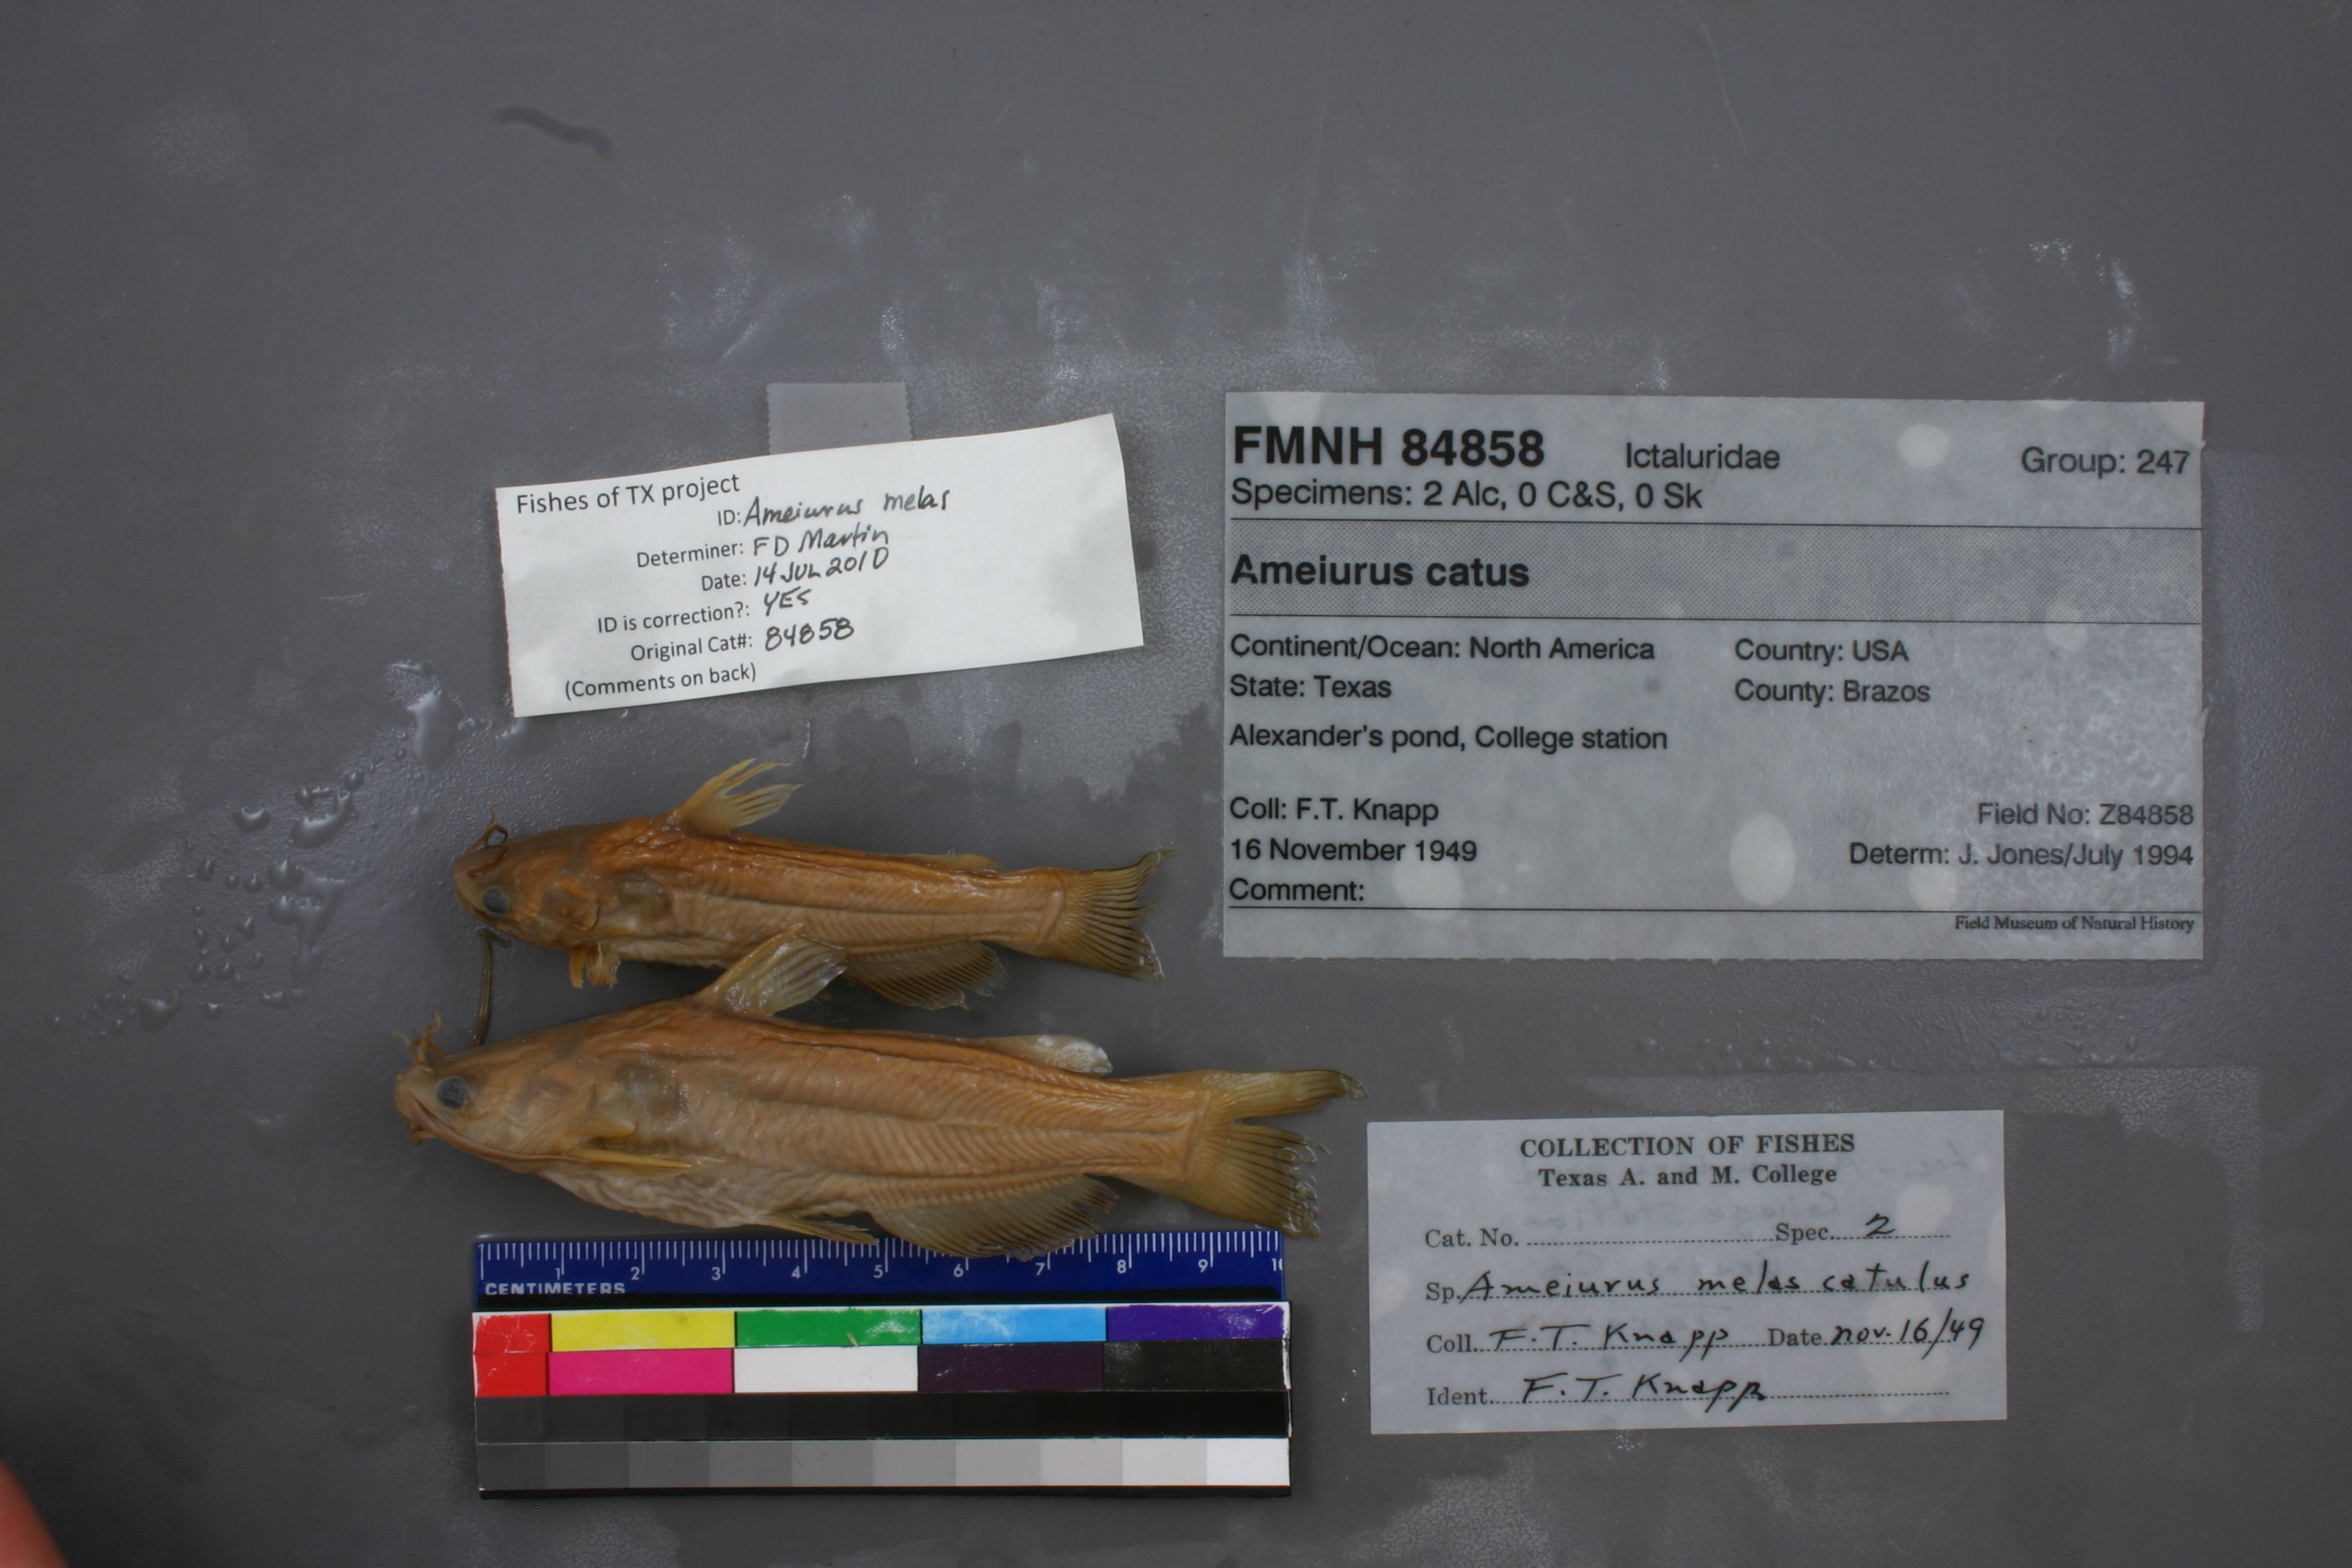 Fishes of TX project
ID: Ameiurus melas
Determiner: FD Martin
Date: 14 JUL 2010
ID is correction?: YES
Original Cat#: 84858
(Comments on back)
FMNH 84858 Ictaluridae Group: 247
Specimens: 2 Alc, 0 C&S, 0 Sk
Ameiurus catus
Continent/Ocean: North America Country: USA
State: Texas County: Brazos
Alexander's pond, College station
Coll: F.T. Knapp Field No: Z84858
16 November 1949 Determ: J. Jones/July 1994
Comment:
Field Museum of Natural History
1 2 3 4 5 6 7 8 9 10
CENTIMETERS
COLLECTION OF FISHES
Texas A. and M. College
Cat. No. Spec. 2
Sp. Ameiurus melas catulus
Coll. F.T. Knapp Date nov. 16/49
Ident. F.T. Knapp